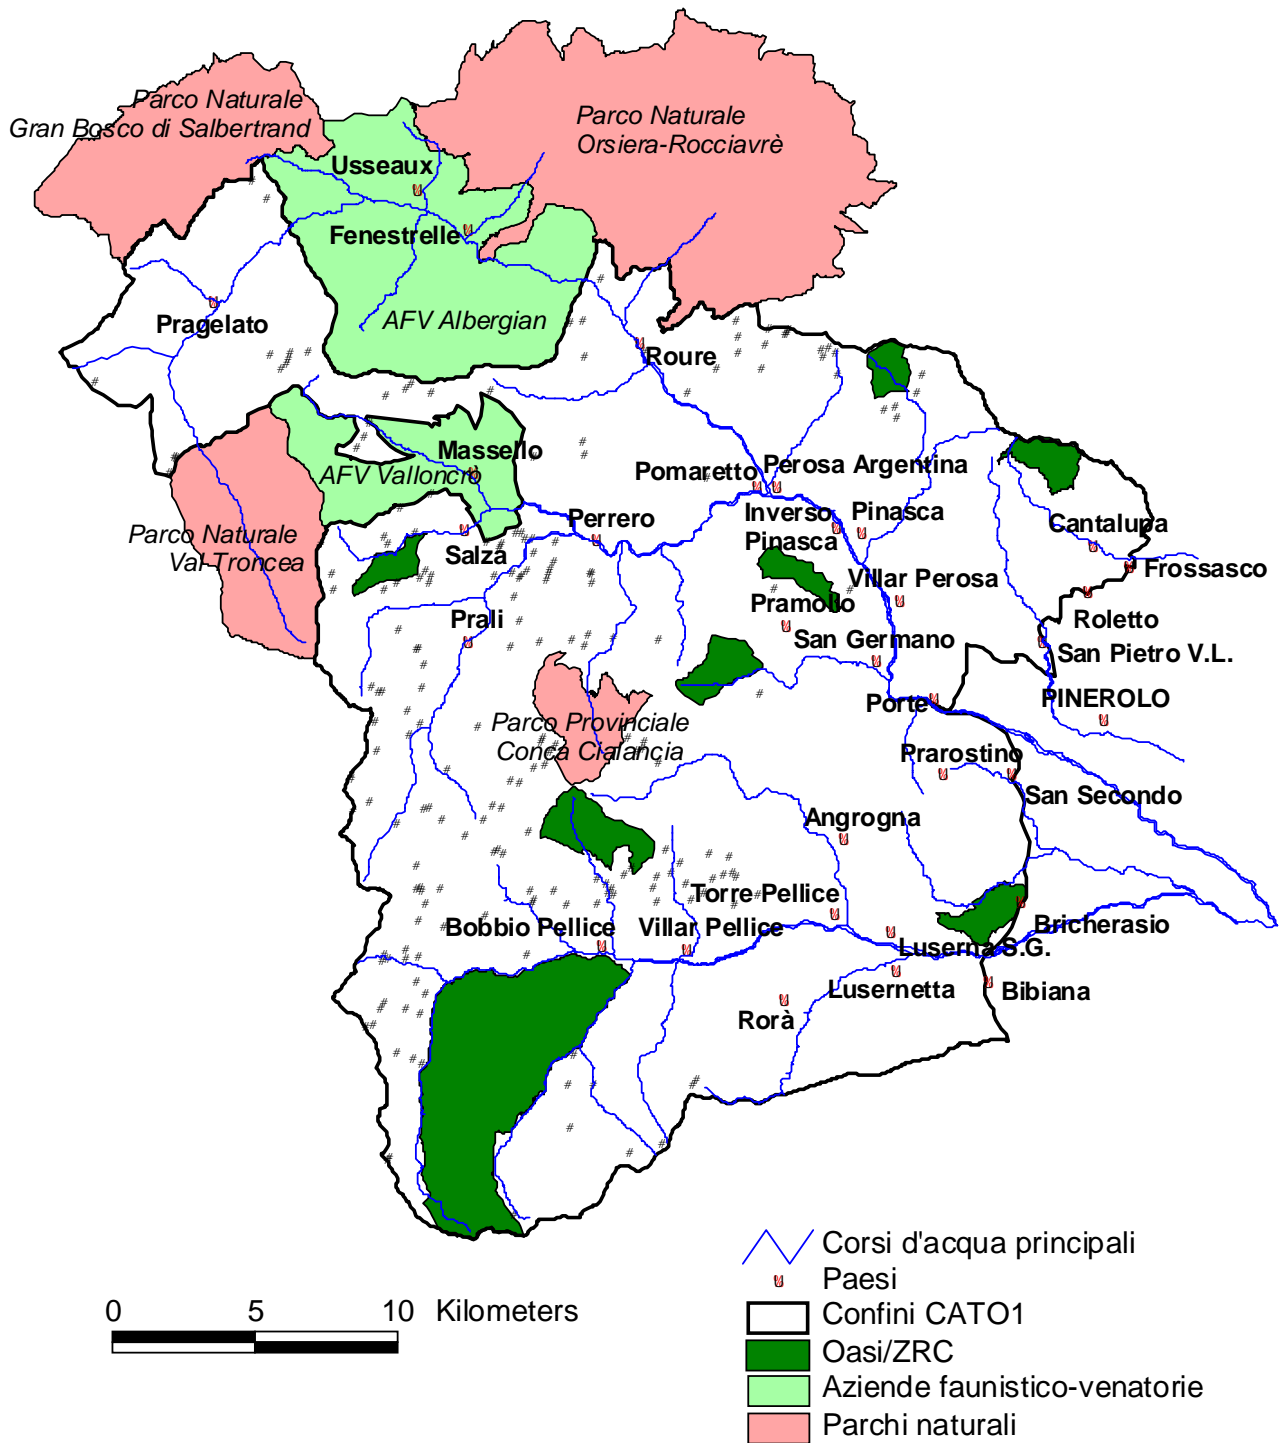 Parco Naturale
Gran Bosco di Salbertrand
Parco Naturale
Orsiera-Rocciavrè
Usseaux
Fenestrelle
AFV Albergian
Pragelato
Roure
Massello
AFV Valloncrò
Pomaretto
Perosa Argentina
Inverso
Pinasca
Pinasca
Cantalupa
Perrero
Parco Naturale
Val Troncea
Salza
Frossasco
Villar Perosa
Pramollo
Roletto
Prali
San Germano
San Pietro V.L.
Porte
PINEROLO
Parco Provinciale
Conca Cialancia
Prarostino
San Secondo
Angrogna
Torre Pellice
Bobbio Pellice
Villar Pellice
Bricherasio
Luserna S.G.
Lusernetta
Bibiana
Rorà
Corsi d'acqua principali
Paesi
Confini CATO1
Oasi/ZRC
Aziende faunistico-venatorie
Parchi naturali
0 5 10 Kilometers